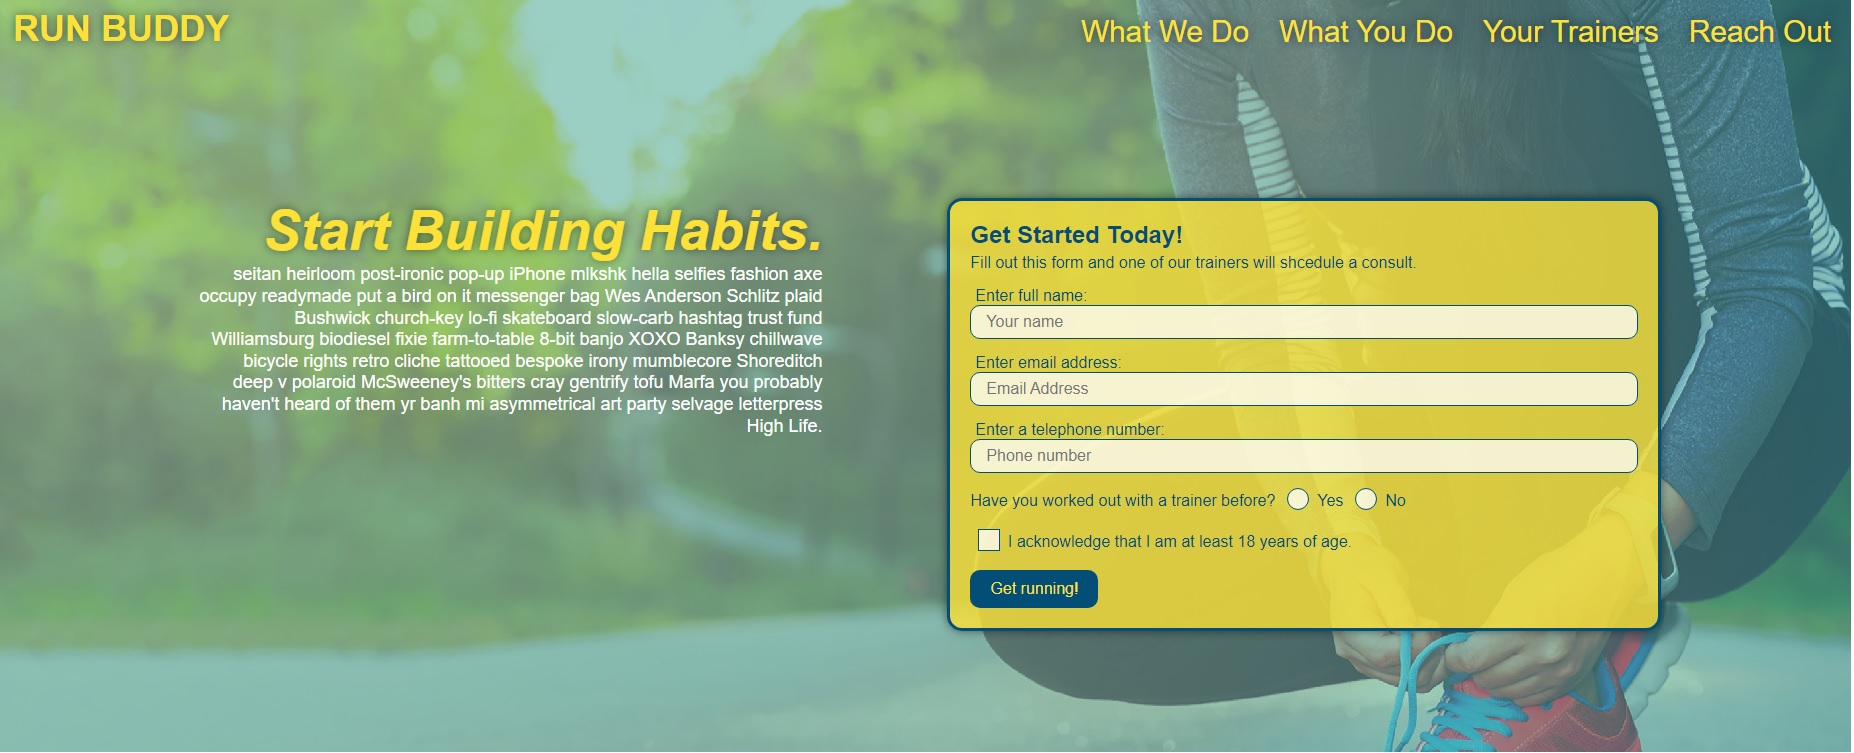 RUN BUDDY
What We Do What You Do Your Trainers Reach Out
Start Building Habits.
seitan heirloom post-ironic pop-up iPhone mlkshk hella selfies fashion axe
occupy readymade put a bird on it messenger bag Wes Anderson Schlitz plaid
Bushwick church-key lo-fi skateboard slow-carb hashtag trust fund
Williamsburg biodiesel fixie farm-to-table 8-bit banjo XOXO Banksy chillwave
bicycle rights retro cliche tattooed bespoke irony mumblecore Shoreditch
deep v polaroid McSweeney's bitters cray gentrify tofu Marfa you probably
haven't heard of them yr banh mi asymmetrical art party selvage letterpress
High Life.
Get Started Today!
Fill out this form and one of our trainers will shcedule a consult.
Enter full name:
Your name
Enter email address:
Email Address
Enter a telephone number:
Phone number
Have you worked out with a trainer before? Yes No
I acknowledge that I am at least 18 years of age.
Get running!